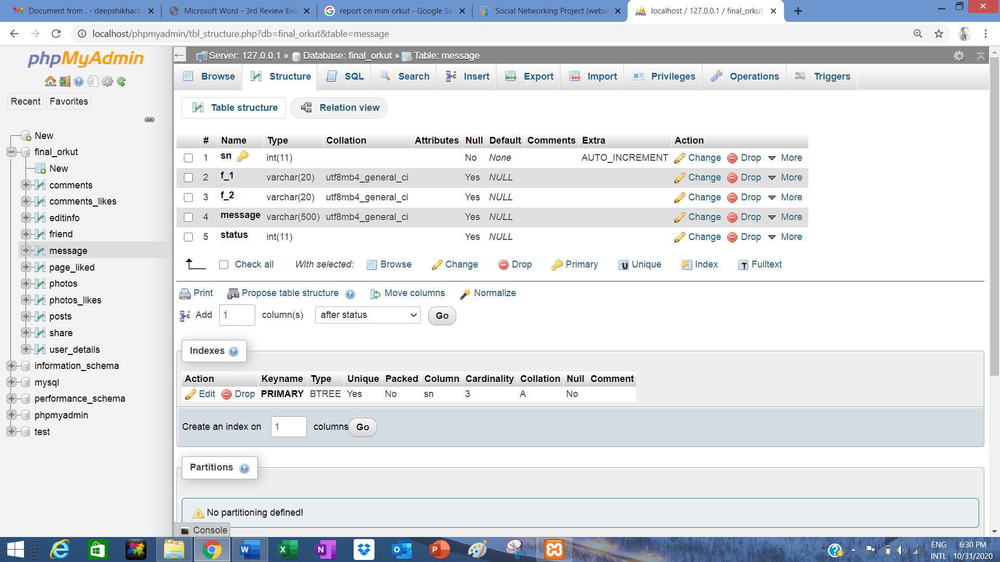 Document from . - deepshikhach
Microsoft Word - 3rd Review Eva
report on mini orkut - Google Se
Social Networking Project (websi
PMA localhost / 127.0.0.1 / final_orkut
localhost/phpmyadmin/tbl_structure.php?db=final_orkut&table=message
phpMyAdmin
Recent Favorites
New
final_orkut
New
comments
comments_likes
editinfo
friend
message
page_liked
photos
photos_likes
posts
share
user_details
information_schema
mysql
performance_schema
phpmyadmin
test
Server: 127.0.0.1 » Database: final_orkut » Table: message
Browse Structure SQL Search Insert Export Import Privileges Operations Triggers
Table structure Relation view
# Name Type Collation Attributes Null Default Comments Extra Action
1 sn int(11) No None AUTO_INCREMENT Change Drop More
2 f_1 varchar(20) utf8mb4_general_ci Yes NULL Change Drop More
3 f_2 varchar(20) utf8mb4_general_ci Yes NULL Change Drop More
4 message varchar(500) utf8mb4_general_ci Yes NULL Change Drop More
5 status int(11) Yes NULL Change Drop More
Check all With selected: Browse Change Drop Primary Unique Index Fulltext
Print Propose table structure Move columns Normalize
Add 1 column(s) after status Go
Indexes
Action Keyname Type Unique Packed Column Cardinality Collation Null Comment
Edit Drop PRIMARY BTREE Yes No sn 3 A No
Create an index on 1 columns Go
Partitions
No partitioning defined!
Console
ENG 6:30 PM
INTL 10/31/2020